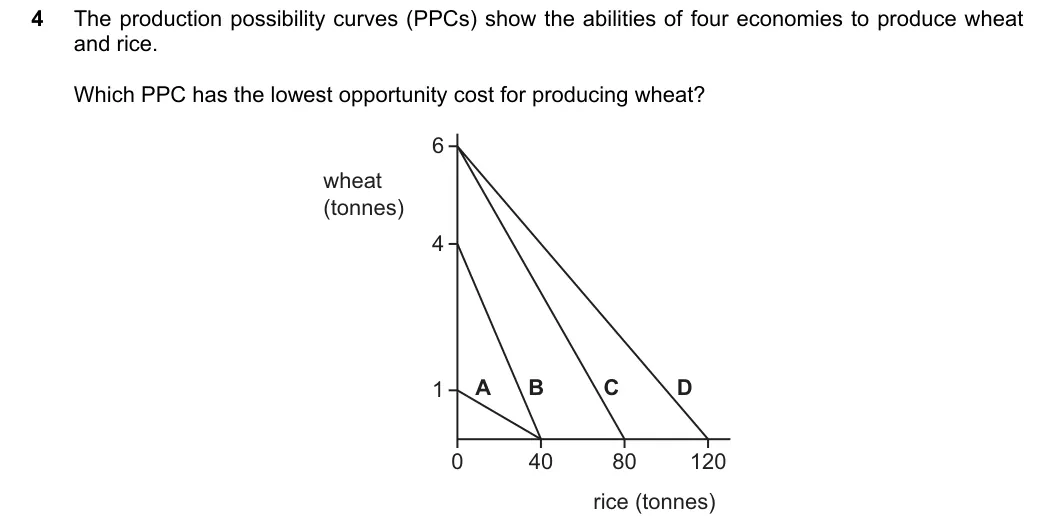 4 The production possibility curves (PPCs) show the abilities of four economies to produce wheat
and rice.
Which PPC has the lowest opportunity cost for producing wheat?
6
wheat
(tonnes)
4
1 A B C D
0 40 80 120
rice (tonnes)